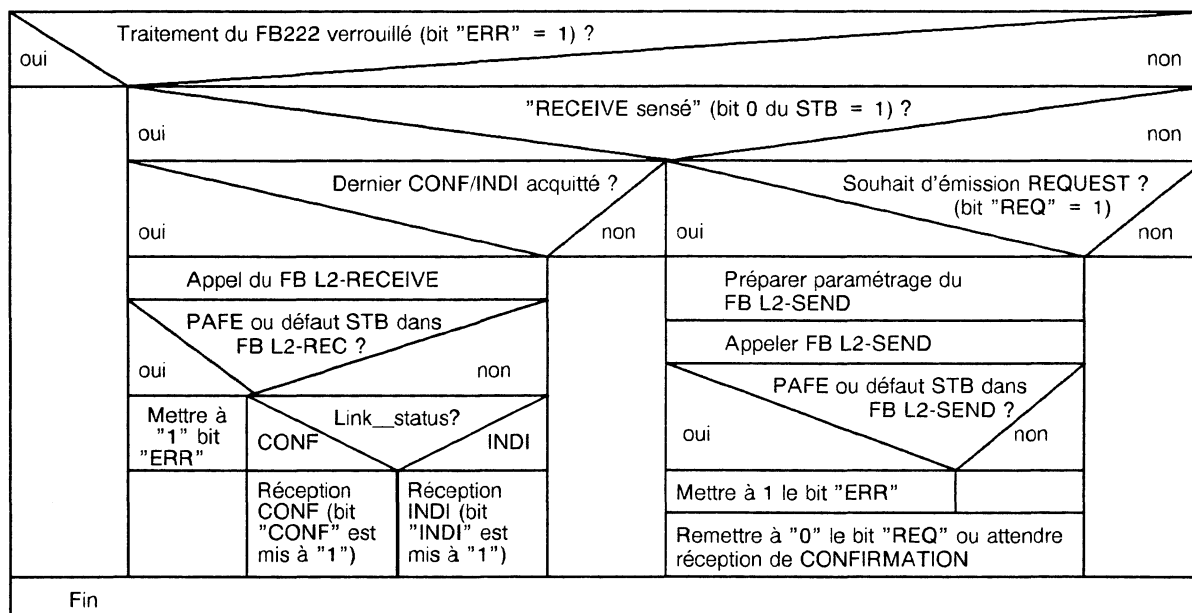 Traitement du FB222 verrouillé (bit "ERR" = 1) ?
oui
non
"RECEIVE sensé" (bit 0 du STB = 1) ?
oui
non
Dernier CONF/INDI acquitté ?
oui
non
Souhait d'émission REQUEST ?
(bit "REQ" = 1)
oui
non
Appel du FB L2-RECEIVE
PAFE ou défaut STB dans
FB L2-REC ?
oui
non
Mettre à
"1" bit
"ERR"
Link__status?
CONF
INDI
Réception
CONF (bit
"CONF" est
mis à "1")
Réception
INDI (bit
"INDI" est
mis à "1")
Préparer paramétrage du
FB L2-SEND
Appeler FB L2-SEND
PAFE ou défaut STB dans
FB L2-SEND ?
oui
non
Mettre à 1 le bit "ERR"
Remettre à "0" le bit "REQ" ou attendre
réception de CONFIRMATION
Fin